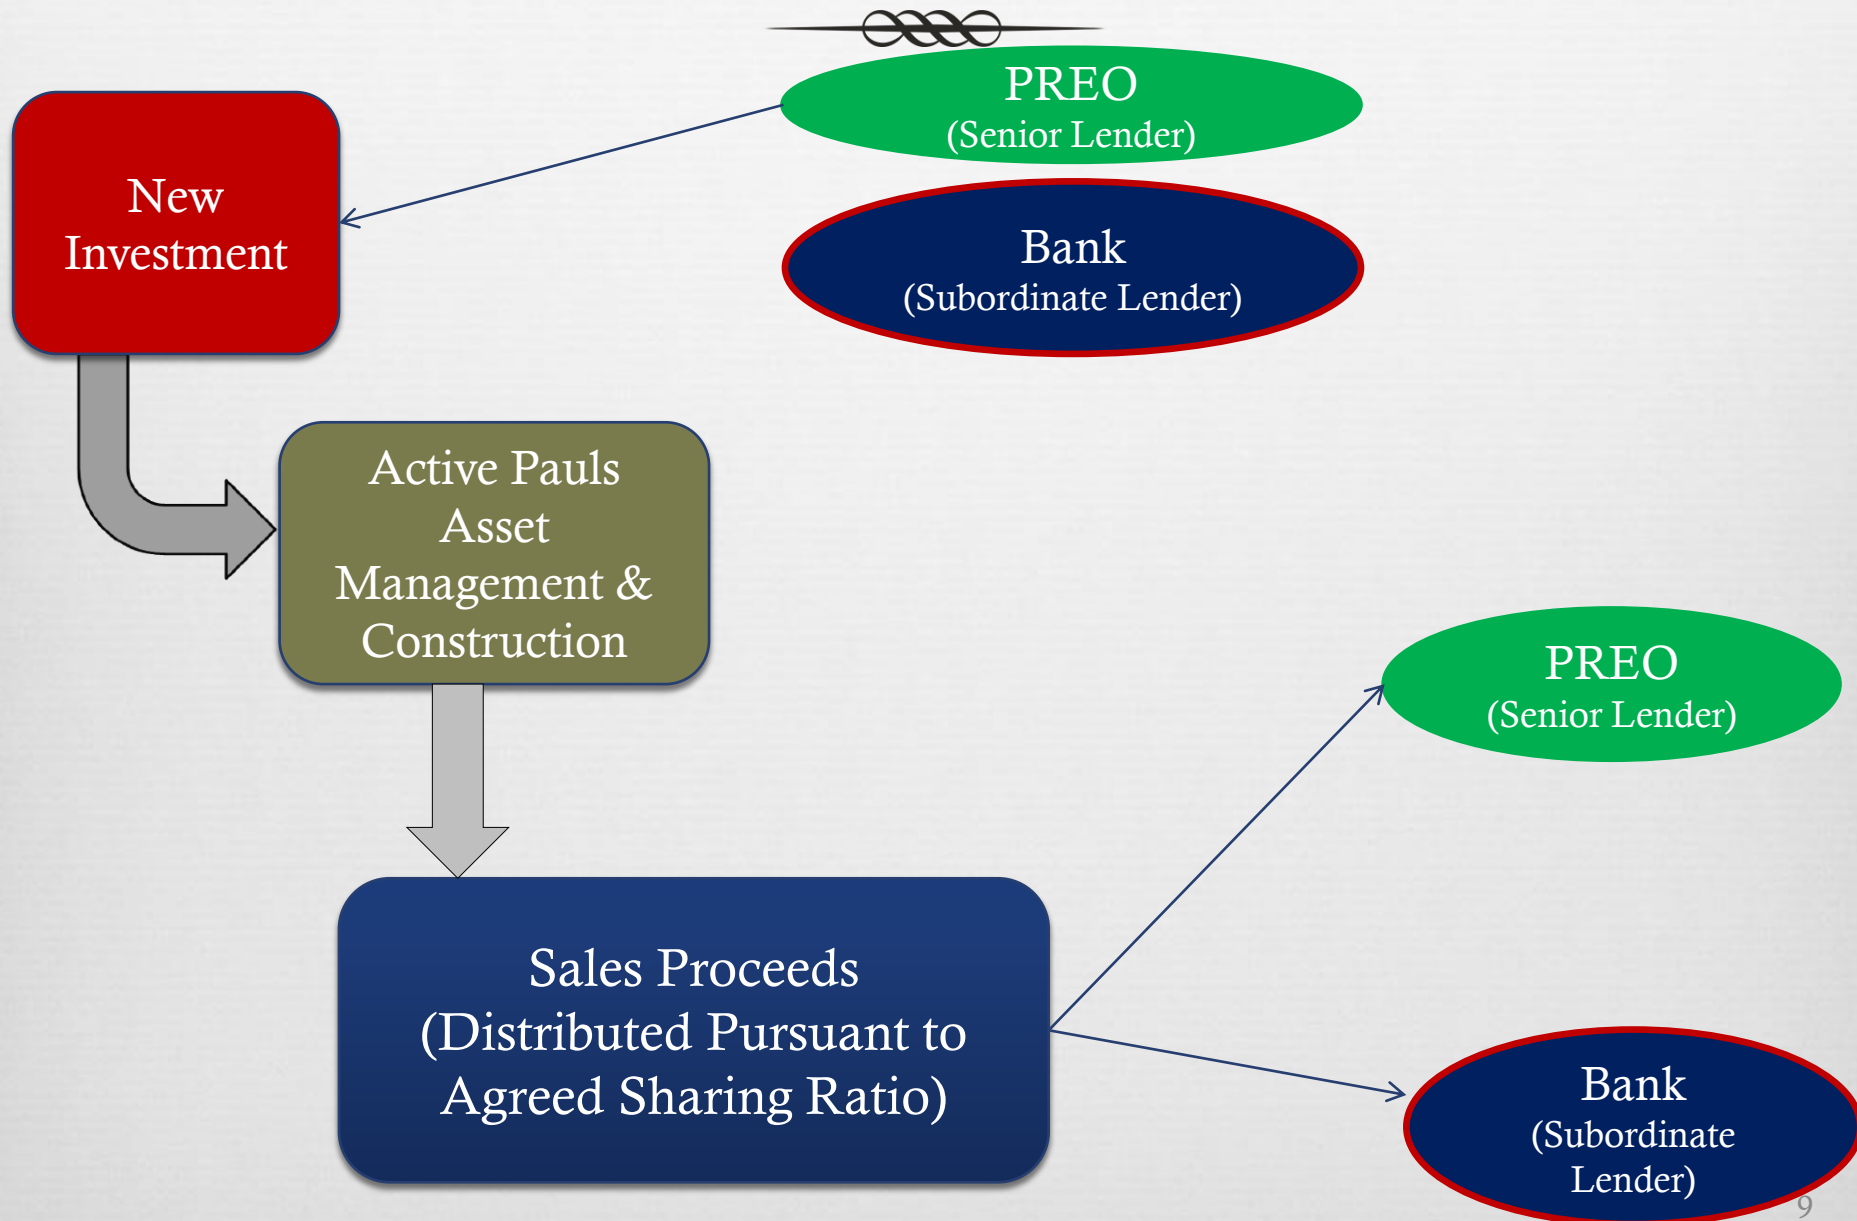 PREO
(Senior Lender)
New
Investment
Bank
(Subordinate Lender)
Active Pauls
Asset
Management &
Construction
PREO
(Senior Lender)
Sales Proceeds
(Distributed Pursuant to
Agreed Sharing Ratio)
Bank
(Subordinate
Lender)
9